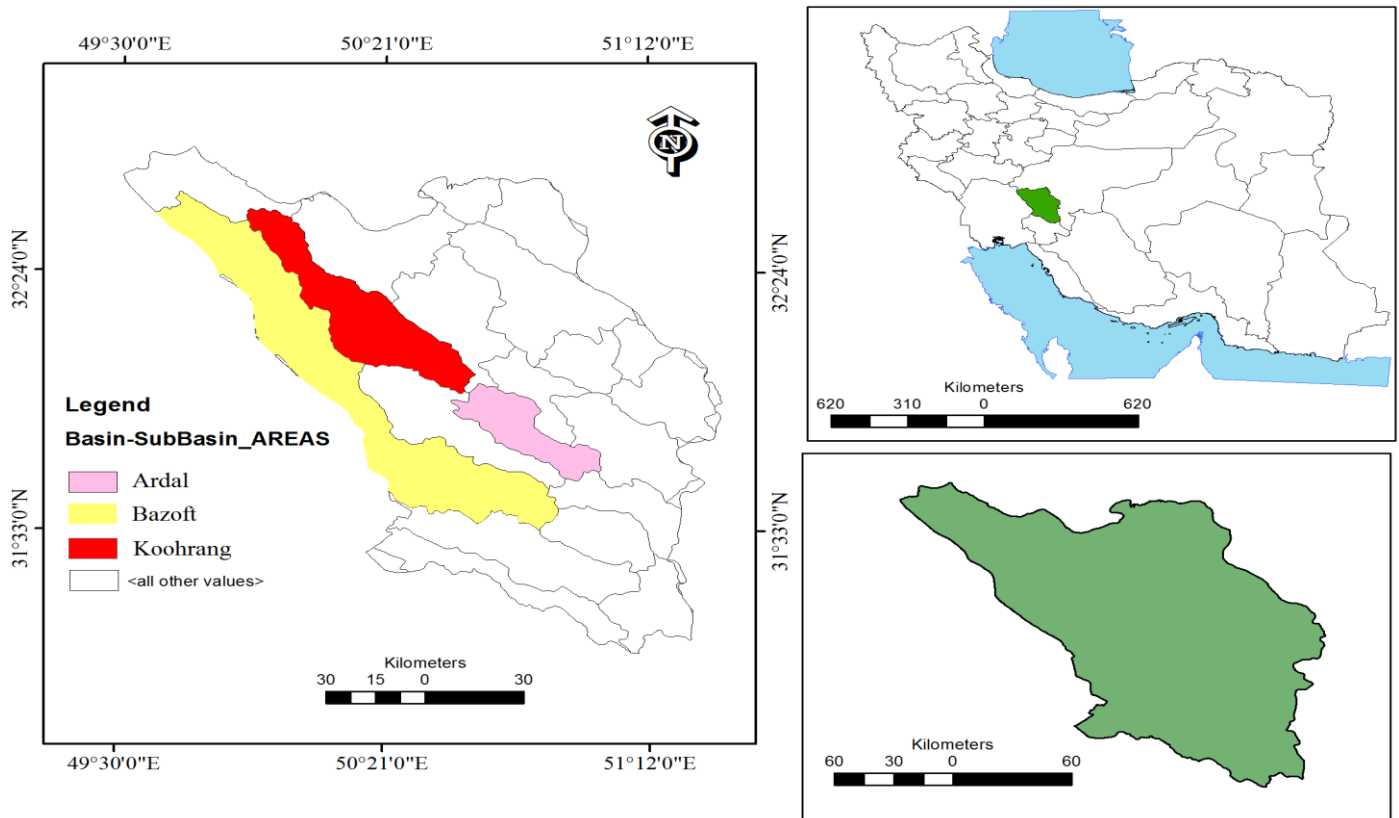 49°30'0"E 50°21'0"E 51°12'0"E
N
32°24'0"N 32°24'0"N
Legend
Basin-SubBasin_AREAS
Ardal
Bazoft
Koohrang
<all other values>
31°33'0"N 31°33'0"N
Kilometers
30 15 0 30
49°30'0"E 50°21'0"E 51°12'0"E
Kilometers
620 310 0 620
Kilometers
60 30 0 60